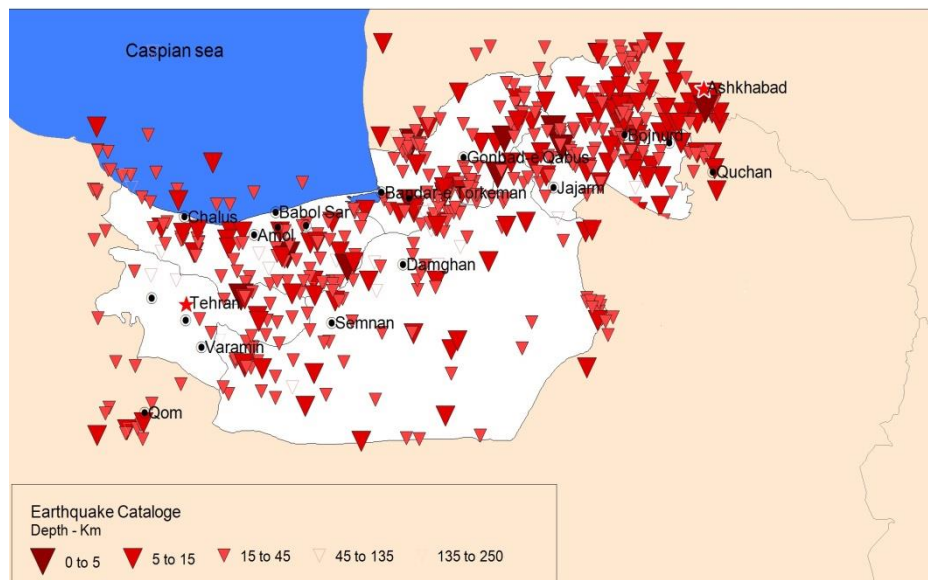 Caspian sea
Ashkhabad
Bojnurd
Gonbad-e Qabus
Quchan
Bandar-e Torkeman
Jajarm
Chalus
Babol Sar
Amol
Damghan
Tehran
Semnan
Varamin
Qom
Earthquake Cataloge
Depth - Km
0 to 5
5 to 15
15 to 45
45 to 135
135 to 250